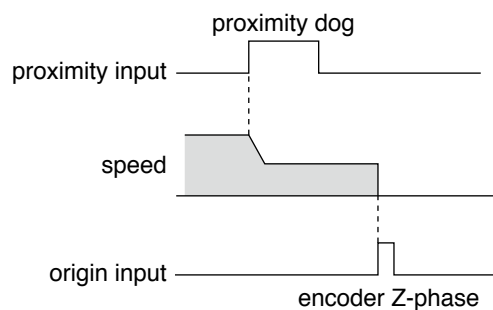 proximity dog
proximity input
speed
origin input
encoder Z-phase